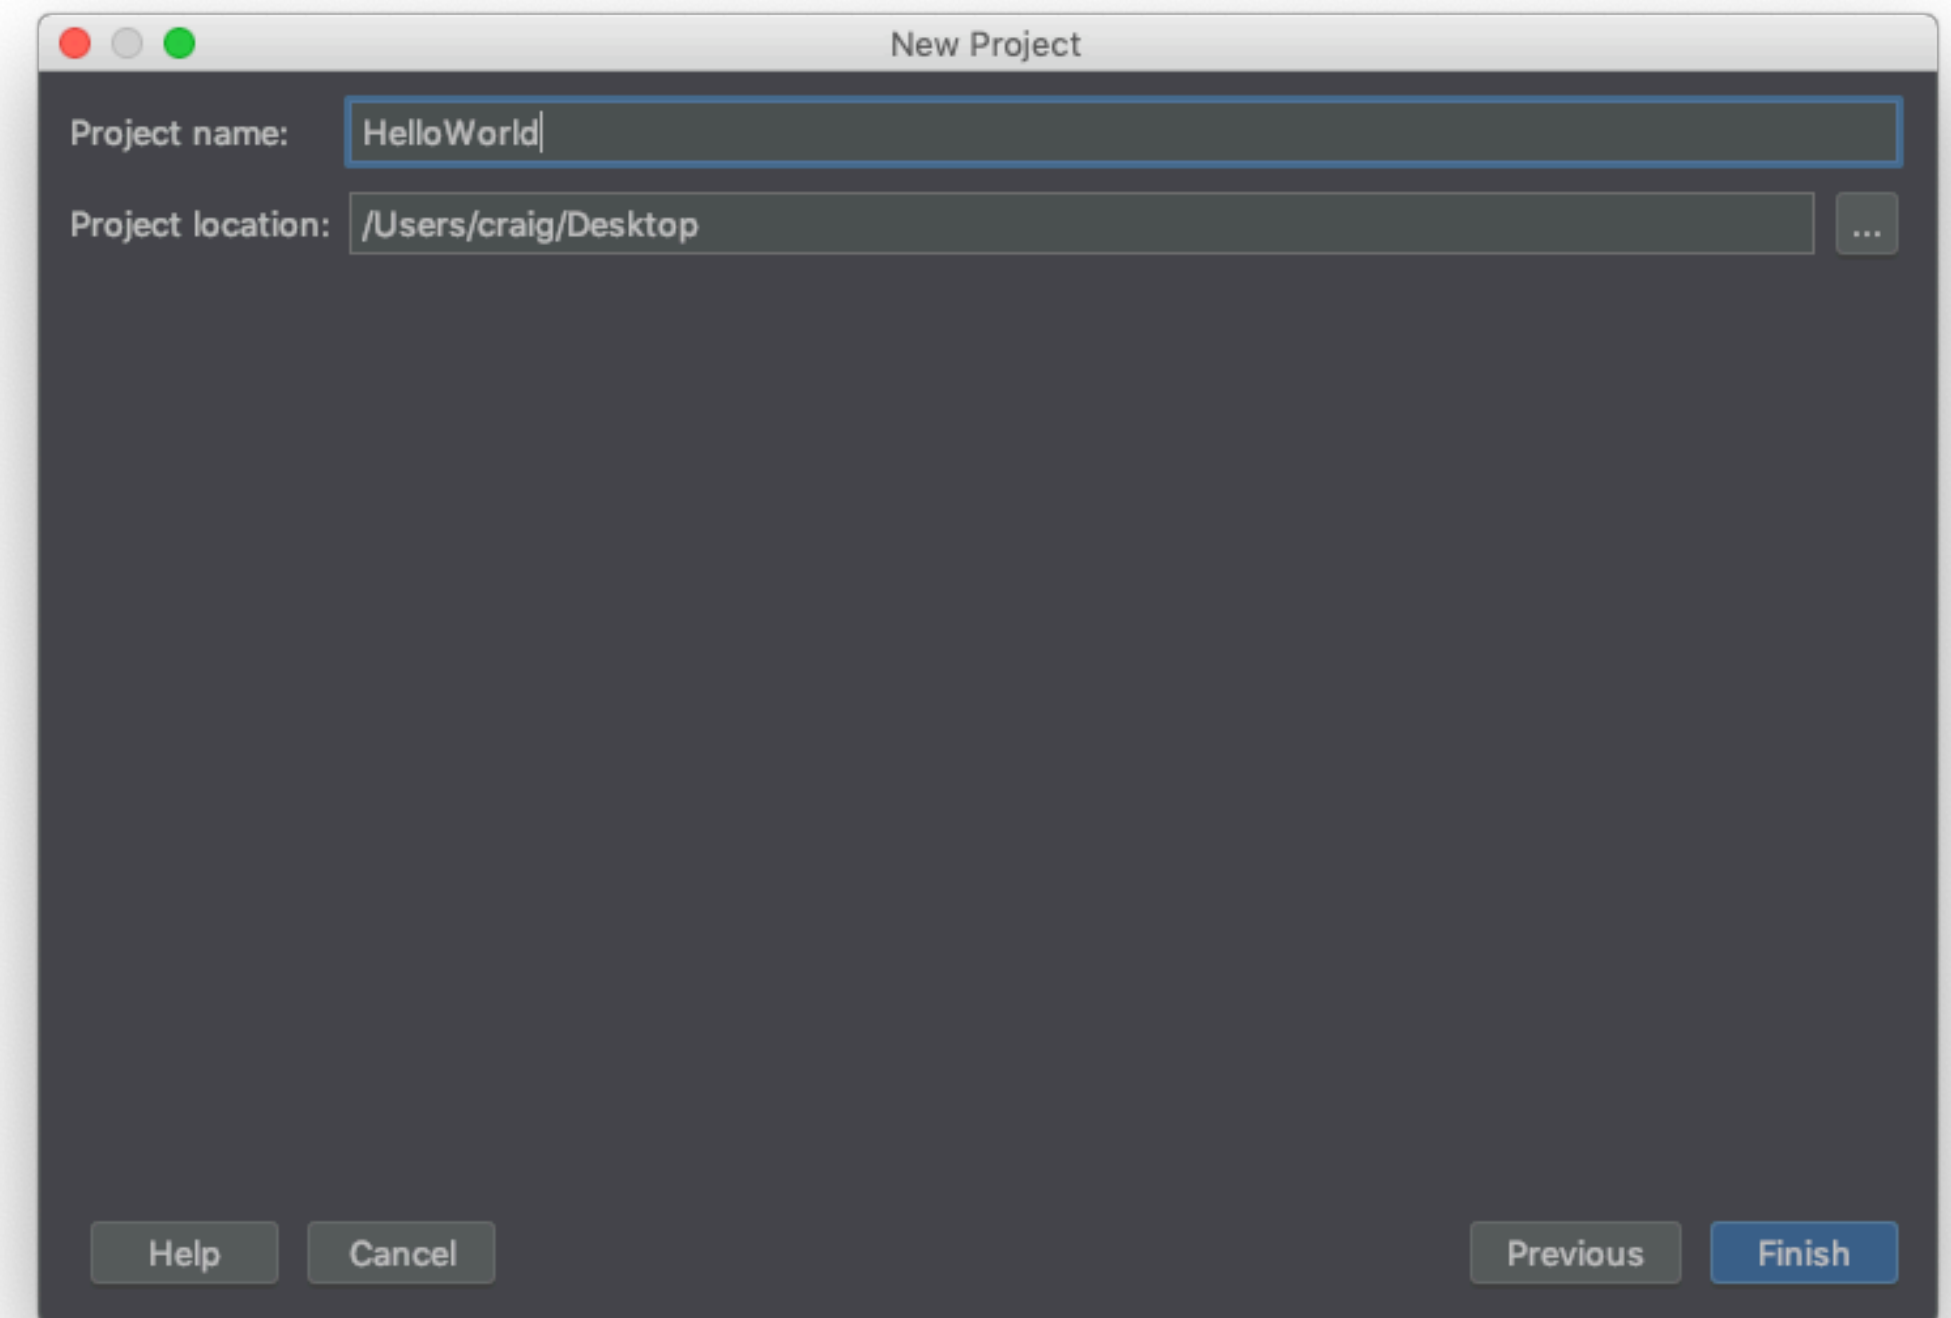 New Project
Project name: HelloWorld
Project location: /Users/craig/Desktop ...
Help Cancel Previous Finish